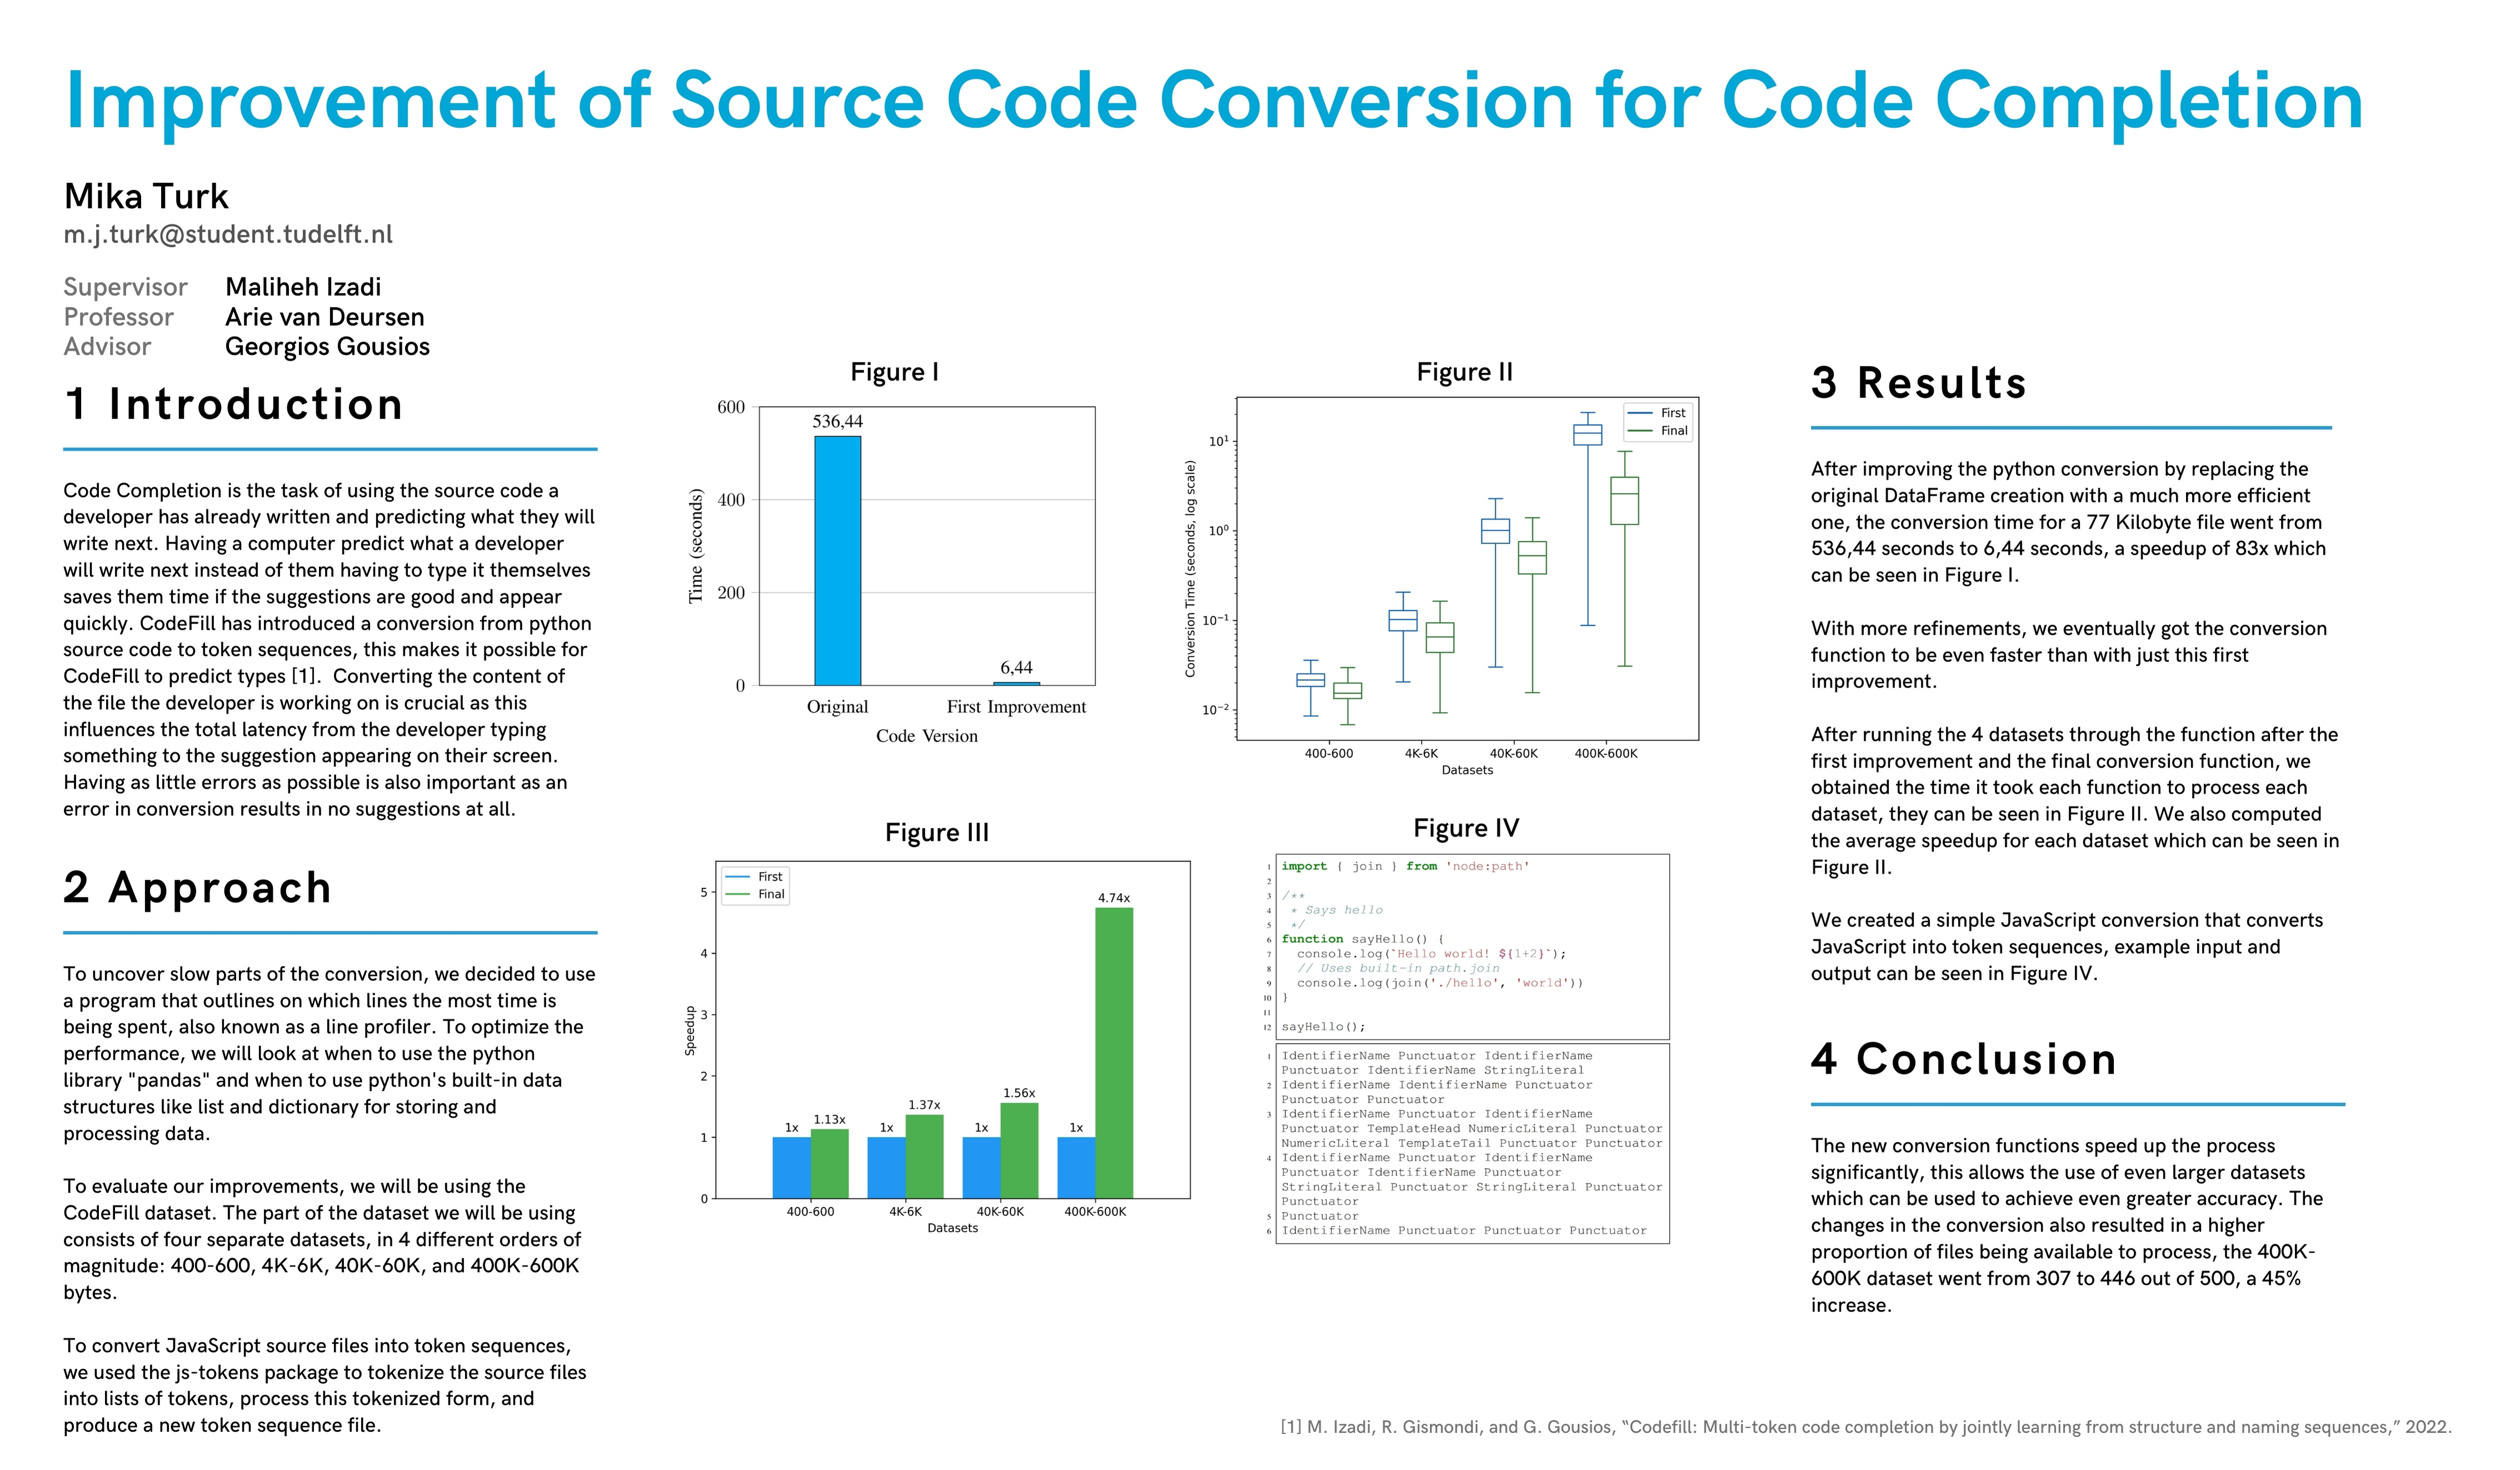 Improvement of Source Code Conversion for Code Completion
Mika Turk
m.j.turk@student.tudelft.nl
Supervisor Maliheh Izadi
Professor Arie van Deursen
Advisor Georgios Gousios
1 Introduction
Code Completion is the task of using the source code a
developer has already written and predicting what they will
write next. Having a computer predict what a developer
will write next instead of them having to type it themselves
saves them time if the suggestions are good and appear
quickly. CodeFill has introduced a conversion from python
source code to token sequences, this makes it possible for
CodeFill to predict types [1].  Converting the content of
the file the developer is working on is crucial as this
influences the total latency from the developer typing
something to the suggestion appearing on their screen.
Having as little errors as possible is also important as an
error in conversion results in no suggestions at all.
2 Approach
To uncover slow parts of the conversion, we decided to use
a program that outlines on which lines the most time is
being spent, also known as a line profiler. To optimize the
performance, we will look at when to use the python
library "pandas" and when to use python's built-in data
structures like list and dictionary for storing and
processing data.
To evaluate our improvements, we will be using the
CodeFill dataset. The part of the dataset we will be using
consists of four separate datasets, in 4 different orders of
magnitude: 400-600, 4K-6K, 40K-60K, and 400K-600K
bytes.
To convert JavaScript source files into token sequences,
we used the js-tokens package to tokenize the source files
into lists of tokens, process this tokenized form, and
produce a new token sequence file.
Figure I
600
400
200
0
Time (seconds)
536,44
6,44
Original First Improvement
Code Version
Figure II
First
Final
Conversion Time (seconds, log scale)
10¹
10⁰
10⁻¹
10⁻²
400-600 4K-6K 40K-60K 400K-600K
Datasets
Figure III
First
Final
Speedup
5
4
3
2
1
0
1x 1.13x 1x 1.37x 1x 1.56x 1x 4.74x
400-600 4K-6K 40K-60K 400K-600K
Datasets
Figure IV
1 import { join } from 'node:path'
2
3 /**
4 * Says hello
5 */
6 function sayHello() {
7 console.log(`Hello world! ${1+2}`);
8 // Uses built-in path.join
9 console.log(join('./hello', 'world'))
10 }
11
12 sayHello();
1 IdentifierName Punctuator IdentifierName
Punctuator IdentifierName StringLiteral
2 IdentifierName IdentifierName Punctuator
Punctuator Punctuator
3 IdentifierName Punctuator IdentifierName
Punctuator TemplateHead NumericLiteral Punctuator
NumericLiteral TemplateTail Punctuator Punctuator
4 IdentifierName Punctuator IdentifierName
Punctuator IdentifierName Punctuator
StringLiteral Punctuator StringLiteral Punctuator
Punctuator
5 Punctuator
6 IdentifierName Punctuator Punctuator Punctuator
3 Results
After improving the python conversion by replacing the
original DataFrame creation with a much more efficient
one, the conversion time for a 77 Kilobyte file went from
536,44 seconds to 6,44 seconds, a speedup of 83x which
can be seen in Figure I.
With more refinements, we eventually got the conversion
function to be even faster than with just this first
improvement.
After running the 4 datasets through the function after the
first improvement and the final conversion function, we
obtained the time it took each function to process each
dataset, they can be seen in Figure II. We also computed
the average speedup for each dataset which can be seen in
Figure II.
We created a simple JavaScript conversion that converts
JavaScript into token sequences, example input and
output can be seen in Figure IV.
4 Conclusion
The new conversion functions speed up the process
significantly, this allows the use of even larger datasets
which can be used to achieve even greater accuracy. The
changes in the conversion also resulted in a higher
proportion of files being available to process, the 400K-
600K dataset went from 307 to 446 out of 500, a 45%
increase.
[1] M. Izadi, R. Gismondi, and G. Gousios, “Codefill: Multi-token code completion by jointly learning from structure and naming sequences,” 2022.